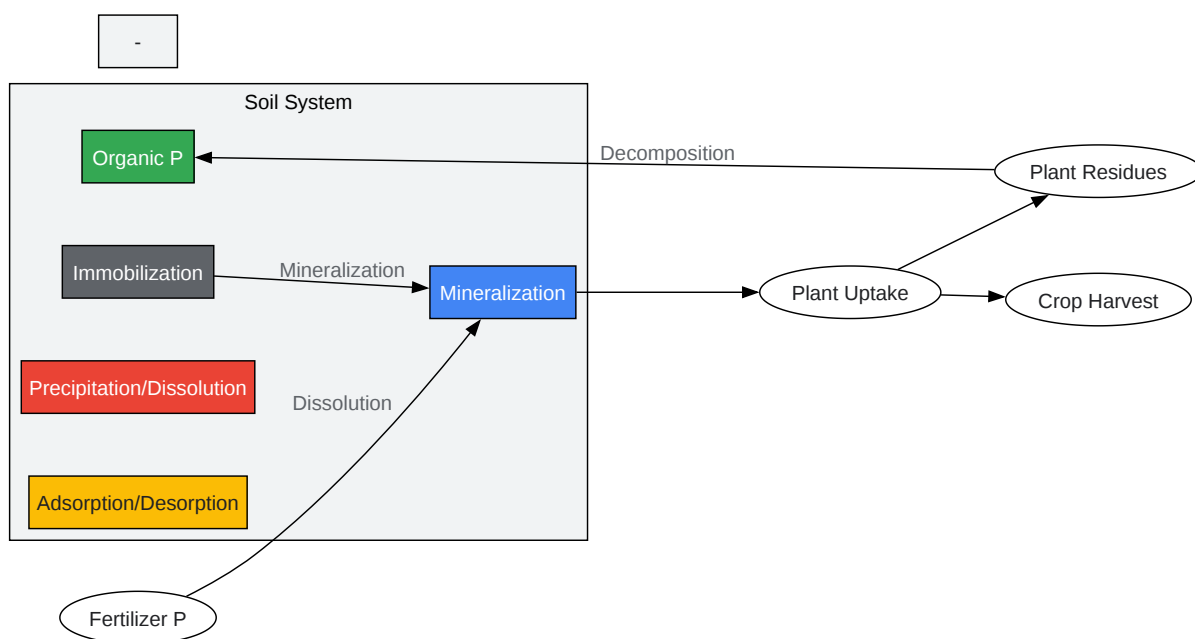 -
Soil System
Organic P
Decomposition
Plant Residues
Immobilization
Mineralization
Mineralization
Plant Uptake
Crop Harvest
Precipitation/Dissolution
Dissolution
Adsorption/Desorption
Fertilizer P